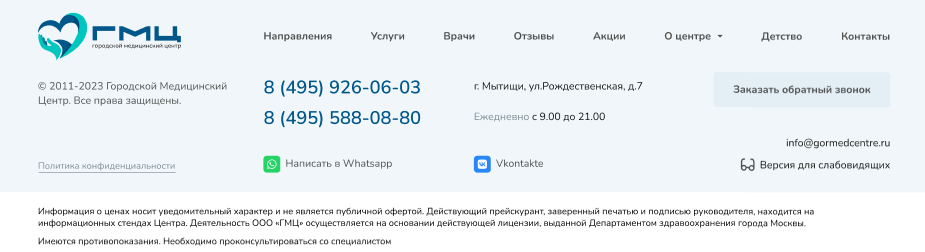 ГМЦ
городской медицинский центр
Направления Услуги Врачи Отзывы Акции О центре Детство Контакты
© 2011-2023 Городской Медицинский
Центр. Все права защищены.
Политика конфиденциальности
8 (495) 926-06-03
8 (495) 588-08-80
Написать в Whatsapp
г. Мытищи, ул.Рождественская, д.7
Ежедневно с 9.00 до 21.00
Vkontakte
Заказать обратный звонок
info@gormedcentre.ru
Версия для слабовидящих
Информация о ценах носит уведомительный характер и не является публичной офертой. Действующий прейскурант, заверенный печатью и подписью руководителя, находится на
информационных стендах Центра. Деятельность ООО «ГМЦ» осуществляется на основании действующей лицензии, выданной Департаментом здравоохранения города Москвы.
Имеются противопоказания. Необходимо проконсультироваться со специалистом